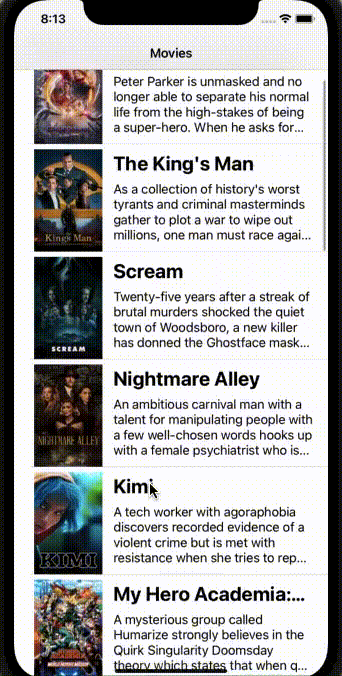 8:13
Movies
Peter Parker is unmasked and no
longer able to separate his normal
life from the high-stakes of being
a super-hero. When he asks for...
The King's Man
As a collection of history's worst
tyrants and criminal masterminds
gather to plot a war to wipe out
millions, one man must race agai...
King's Man
Scream
Twenty-five years after a streak of
brutal murders shocked the quiet
town of Woodsboro, a new killer
has donned the Ghostface mask...
SCREAM
Nightmare Alley
An ambitious carnival man with a
talent for manipulating people with
a few well-chosen words hooks up
with a female psychiatrist who is...
NIGHTMARE ALLEY
Kimi
A tech worker with agoraphobia
discovers recorded evidence of a
violent crime but is met with
resistance when she tries to rep...
KIMI
My Hero Academia:...
A mysterious group called
Humarize strongly believes in the
Quirk Singularity Doomsday
theory which states that when q...